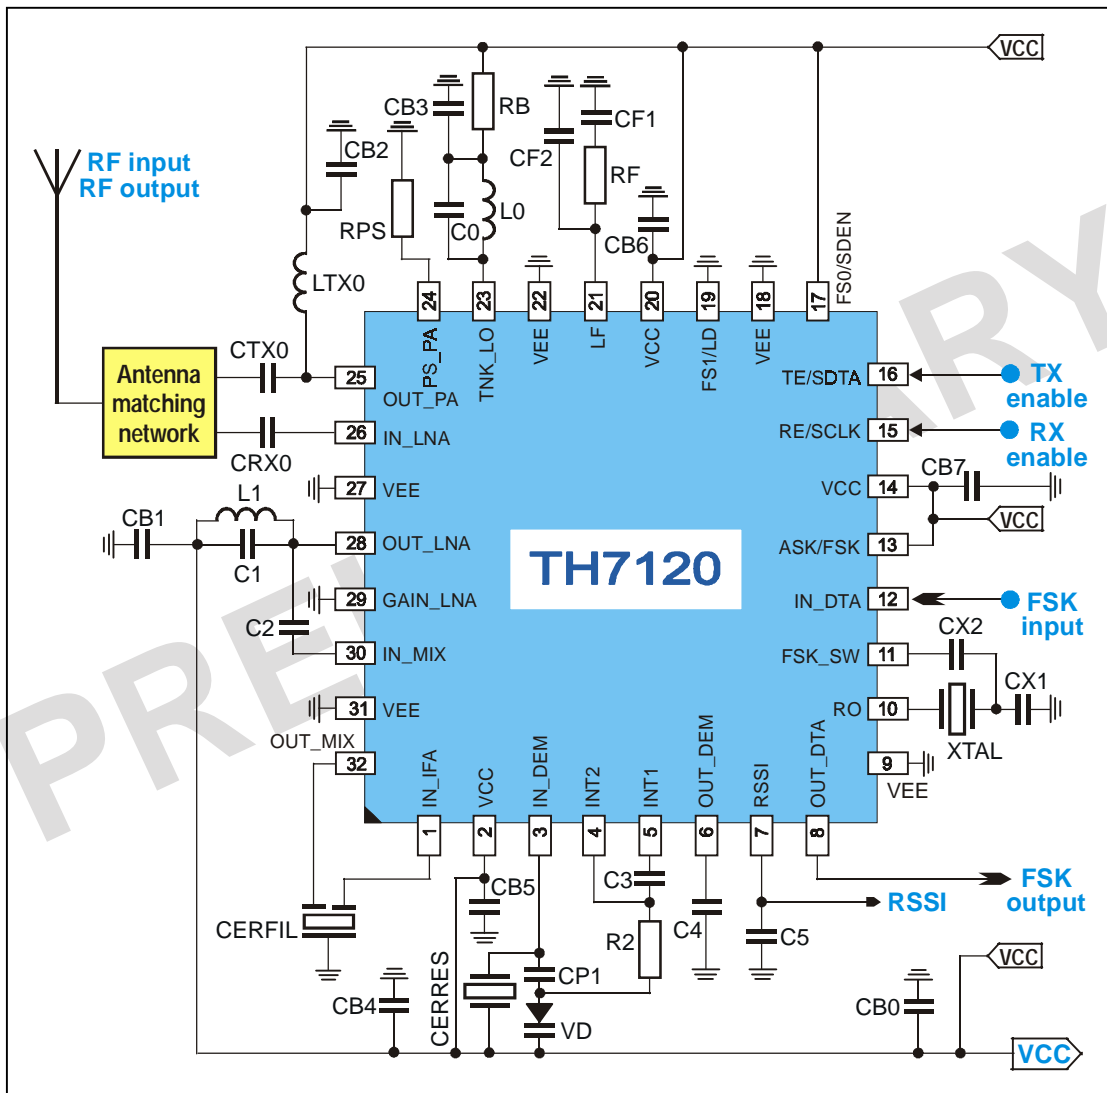 VCC
CB3
RB
CF1
CF2
RF
CB2
RF input
RF output
RPS
C0
L0
CB6
LTX0
FS0/SDEN
24
23
22
21
20
19
18
17
PS_PA
TNK_LO
VEE
LF
VCC
FS1/LD
VEE
CTX0
Antenna
matching
network
CRX0
25
OUT_PA
26
IN_LNA
27
VEE
L1
CB1
C1
28
OUT_LNA
29
GAIN_LNA
C2
30
IN_MIX
31
VEE
OUT_MIX
32
TE/SDTA
16
TX
enable
RE/SCLK
15
RX
enable
CB7
VCC
14
VCC
ASK/FSK
13
TH7120
IN_DTA
12
FSK
input
CX2
FSK_SW
11
CX1
RO
10
XTAL
9
VEE
IN_IFA
VCC
IN_DEM
INT2
INT1
OUT_DEM
RSSI
OUT_DTA
1
2
3
4
5
6
7
8
CB5
C3
FSK
output
RSSI
CERFIL
R2
C4
C5
CERRES
CP1
VCC
CB4
VD
CB0
VCC
PRELIMINARY